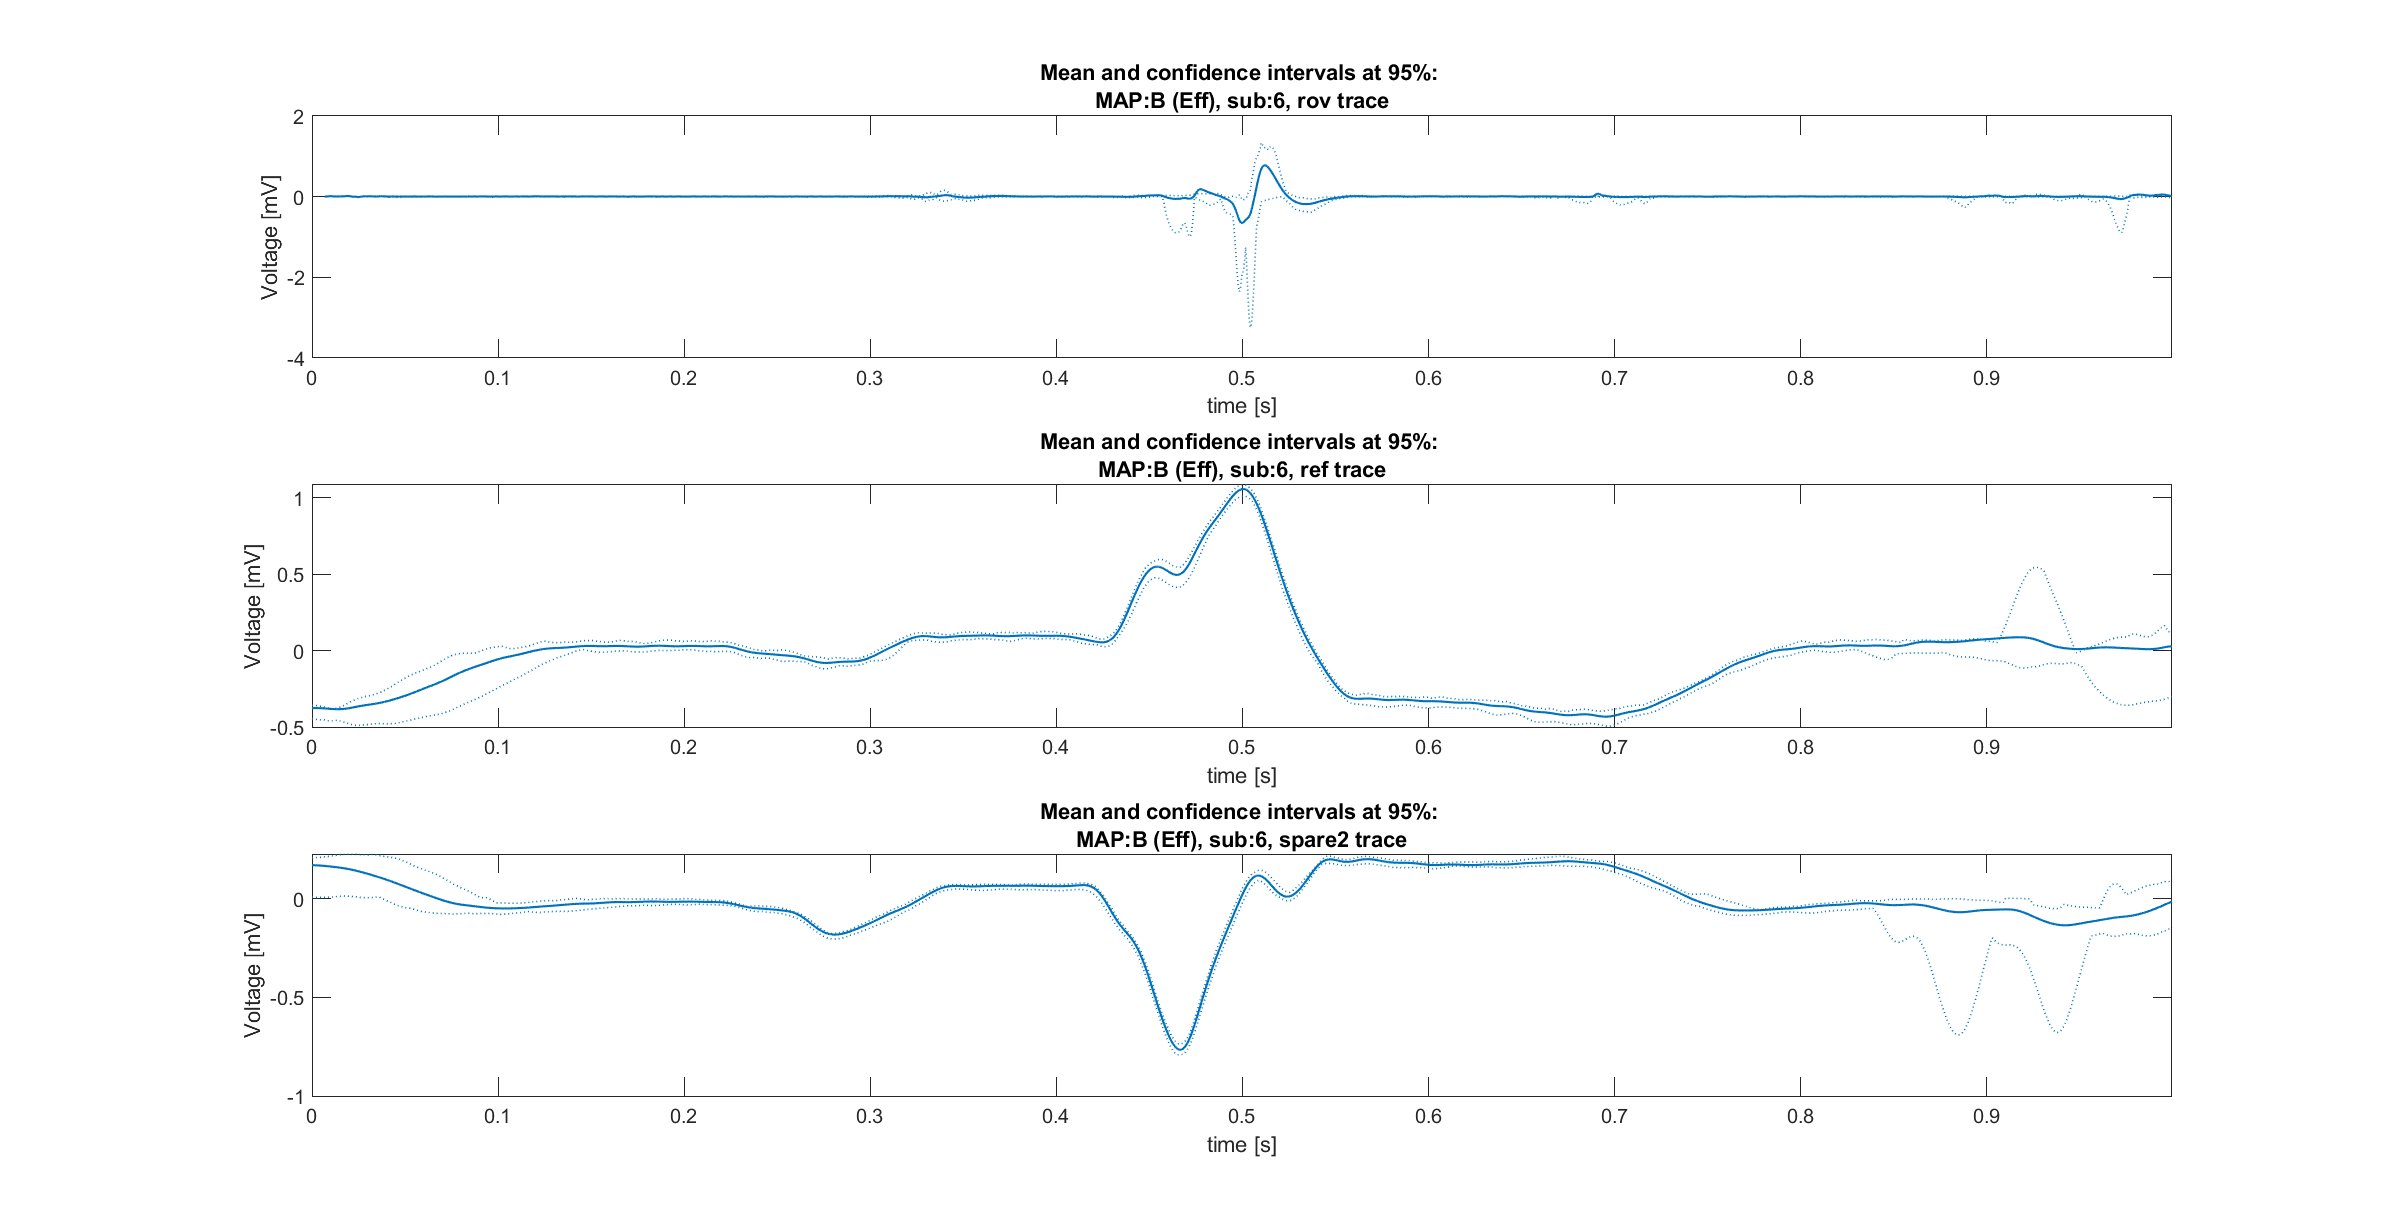 Mean and confidence intervals at 95%:
MAP:B (Eff), sub:6, rov trace
Voltage [mV]
2
0
-2
-4
0 0.1 0.2 0.3 0.4 0.5 0.6 0.7 0.8 0.9
time [s]
Mean and confidence intervals at 95%:
MAP:B (Eff), sub:6, ref trace
Voltage [mV]
1
0.5
0
-0.5
0 0.1 0.2 0.3 0.4 0.5 0.6 0.7 0.8 0.9
time [s]
Mean and confidence intervals at 95%:
MAP:B (Eff), sub:6, spare2 trace
Voltage [mV]
0
-0.5
-1
0 0.1 0.2 0.3 0.4 0.5 0.6 0.7 0.8 0.9
time [s]